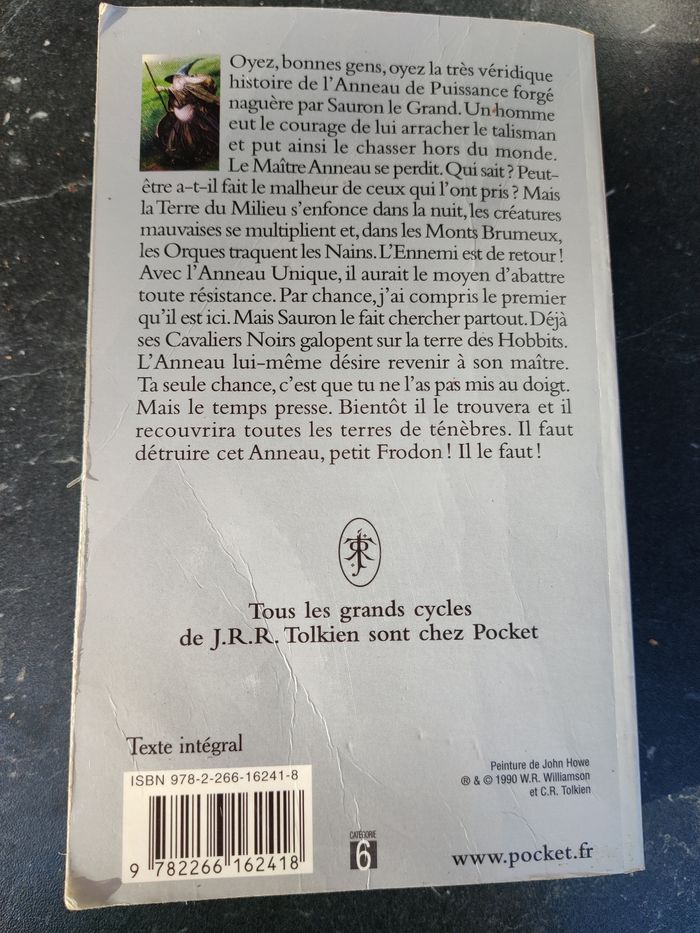 Oyez, bonnes gens, oyez la très véridique
histoire de l'Anneau de Puissance forgé
naguère par Sauron le Grand. Un homme
eut le courage de lui arracher le talisman
et put ainsi le chasser hors du monde.
Le Maître Anneau se perdit. Qui sait ? Peut-
être a-t-il fait le malheur de ceux qui l'ont pris ? Mais
la Terre du Milieu s'enfonce dans la nuit, les créatures
mauvaises se multiplient et, dans les Monts Brumeux,
les Orques traquent les Nains. L'Ennemi est de retour !
Avec l'Anneau Unique, il aurait le moyen d'abattre
toute résistance. Par chance, j'ai compris le premier
qu'il est ici. Mais Sauron le fait chercher partout. Déjà
ses Cavaliers Noirs galopent sur la terre des Hobbits.
L'Anneau lui-même désire revenir à son maître.
Ta seule chance, c'est que tu ne l'as pas mis au doigt.
Mais le temps presse. Bientôt il le trouvera et il
recouvrira toutes les terres de ténèbres. Il faut
détruire cet Anneau, petit Frodon ! Il le faut !
Tous les grands cycles
de J.R.R. Tolkien sont chez Pocket
Texte intégral
ISBN 978-2-266-16241-8
9 782266 162418
CATÉGORIE
6
Peinture de John Howe
® & © 1990 W.R. Williamson
et C.R. Tolkien
www.pocket.fr